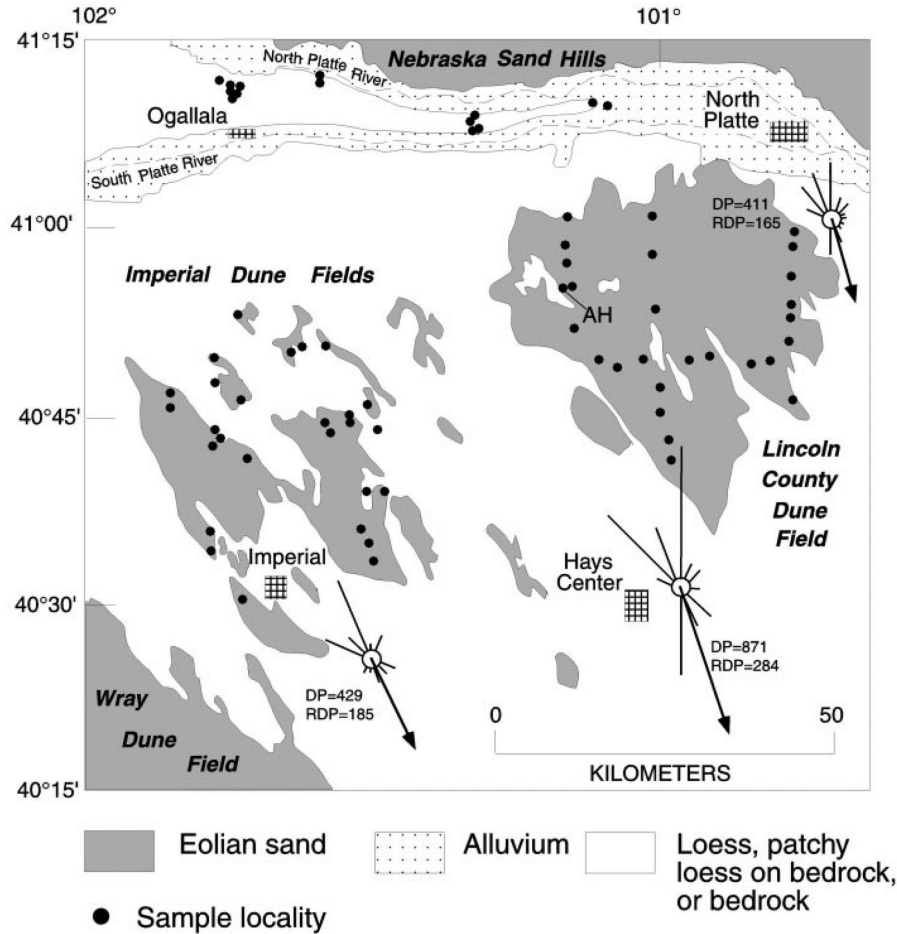 102°
101°
41°15'
North Platte River
Nebraska Sand Hills
Ogallala
North
Platte
South Platte River
41°00'
DP=411
RDP=165
Imperial Dune Fields
AH
40°45'
Lincoln
County
Dune
Field
Imperial
Hays
Center
40°30'
DP=871
RDP=284
DP=429
RDP=185
Wray
Dune
Field
0
50
KILOMETERS
40°15'
Eolian sand
Alluvium
Loess, patchy
loess on bedrock,
or bedrock
Sample locality